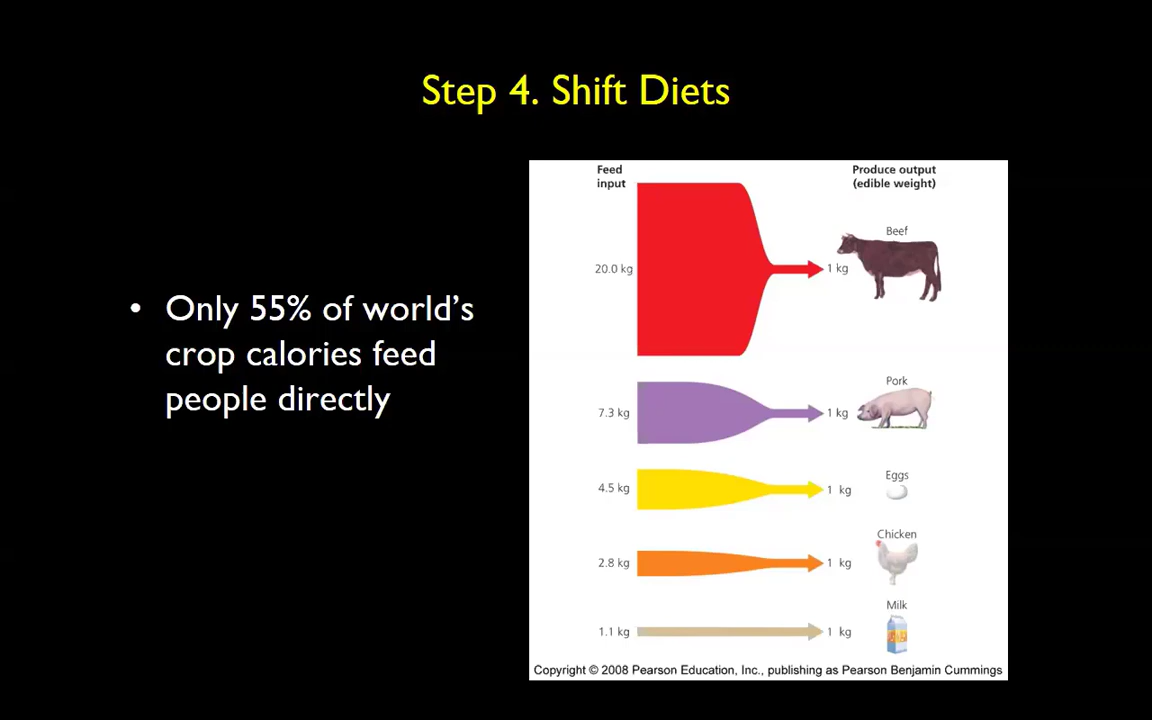 Step 4. Shift Diets
• Only 55% of world's
crop calories feed
people directly
Feed
input
Produce output
(edible weight)
Beef
20.0 kg
1 kg
Pork
7.3 kg
1 kg
Eggs
4.5 kg
1 kg
Chicken
2.8 kg
1 kg
Milk
1.1 kg
1 kg
Copyright © 2008 Pearson Education, Inc., publishing as Pearson Benjamin Cummings